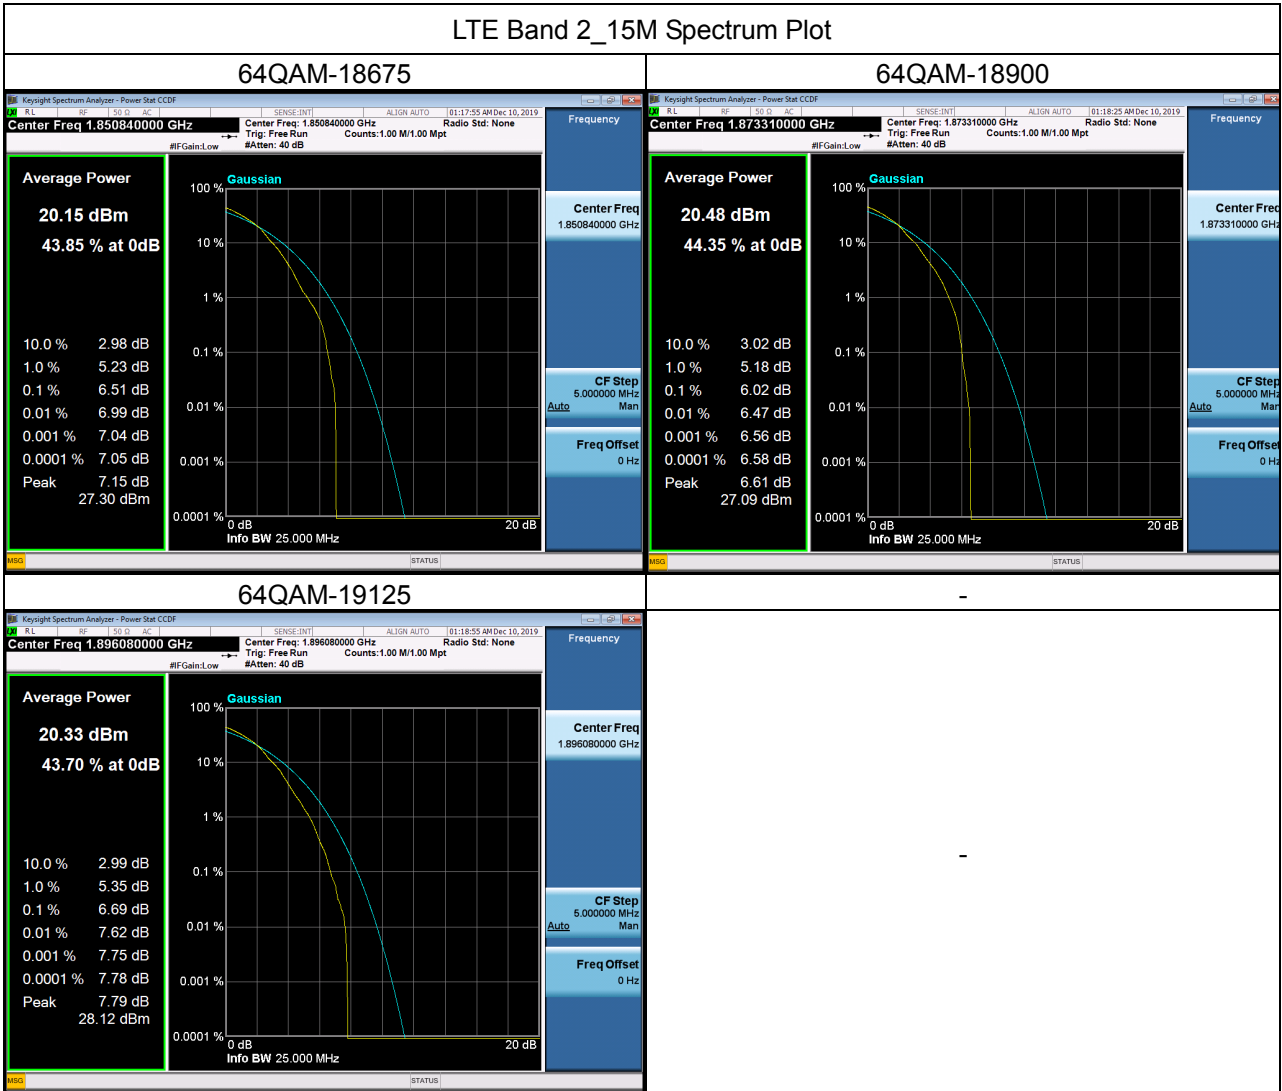 LTE Band 2_15M Spectrum Plot
64QAM-18675
Keysight Spectrum Analyzer - Power Stat CCDF
RL RF 50 Ω AC SENSE:INT ALIGN AUTO 01:17:55 AM Dec 10, 2019
Center Freq 1.850840000 GHz
Center Freq: 1.850840000 GHz Radio Std: None
Trig: Free Run Counts:1.00 M/1.00 Mpt
#IFGain:Low #Atten: 40 dB
Average Power
20.15 dBm
43.85 % at 0dB
10.0 % 2.98 dB
1.0 % 5.23 dB
0.1 % 6.51 dB
0.01 % 6.99 dB
0.001 % 7.04 dB
0.0001 % 7.05 dB
Peak 7.15 dB
27.30 dBm
Gaussian
100 %
10 %
1 %
0.1 %
0.01 %
0.001 %
0.0001 %
0 dB 20 dB
Info BW 25.000 MHz
Frequency
Center Freq
1.850840000 GHz
CF Step
5.000000 MHz
Auto Man
Freq Offset
0 Hz
MSG STATUS
64QAM-18900
Keysight Spectrum Analyzer - Power Stat CCDF
RL RF 50 Ω AC SENSE:INT ALIGN AUTO 01:18:25 AM Dec 10, 2019
Center Freq 1.873310000 GHz
Center Freq: 1.873310000 GHz Radio Std: None
Trig: Free Run Counts:1.00 M/1.00 Mpt
#IFGain:Low #Atten: 40 dB
Average Power
20.48 dBm
44.35 % at 0dB
10.0 % 3.02 dB
1.0 % 5.18 dB
0.1 % 6.02 dB
0.01 % 6.47 dB
0.001 % 6.56 dB
0.0001 % 6.58 dB
Peak 6.61 dB
27.09 dBm
Gaussian
100 %
10 %
1 %
0.1 %
0.01 %
0.001 %
0.0001 %
0 dB 20 dB
Info BW 25.000 MHz
Frequency
Center Freq
1.873310000 GHz
CF Step
5.000000 MHz
Auto Man
Freq Offset
0 Hz
MSG STATUS
64QAM-19125
Keysight Spectrum Analyzer - Power Stat CCDF
RL RF 50 Ω AC SENSE:INT ALIGN AUTO 01:18:55 AM Dec 10, 2019
Center Freq 1.896080000 GHz
Center Freq: 1.896080000 GHz Radio Std: None
Trig: Free Run Counts:1.00 M/1.00 Mpt
#IFGain:Low #Atten: 40 dB
Average Power
20.33 dBm
43.70 % at 0dB
10.0 % 2.99 dB
1.0 % 5.35 dB
0.1 % 6.69 dB
0.01 % 7.62 dB
0.001 % 7.75 dB
0.0001 % 7.78 dB
Peak 7.79 dB
28.12 dBm
Gaussian
100 %
10 %
1 %
0.1 %
0.01 %
0.001 %
0.0001 %
0 dB 20 dB
Info BW 25.000 MHz
Frequency
Center Freq
1.896080000 GHz
CF Step
5.000000 MHz
Auto Man
Freq Offset
0 Hz
MSG STATUS
-
-